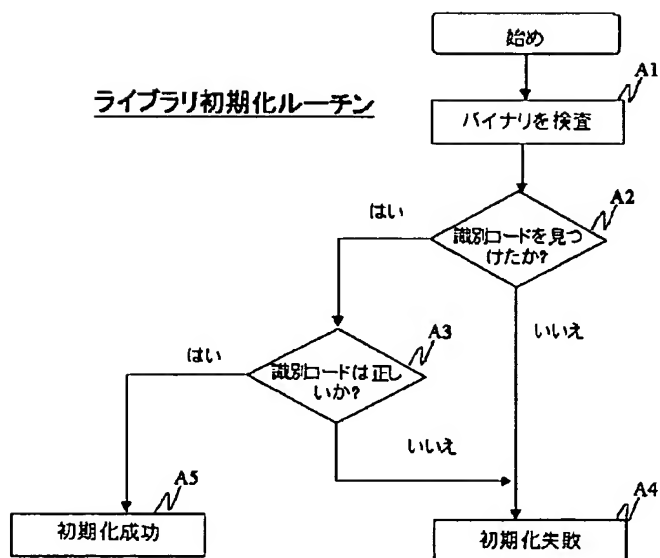 始め
A1
ライブラリ初期化ルーチン
バイナリを検査
A2
はい
識別コードを見つ
けたか?
いいえ
A3
はい
識別コードは正し
いか?
いいえ
A5
初期化成功
A4
初期化失敗